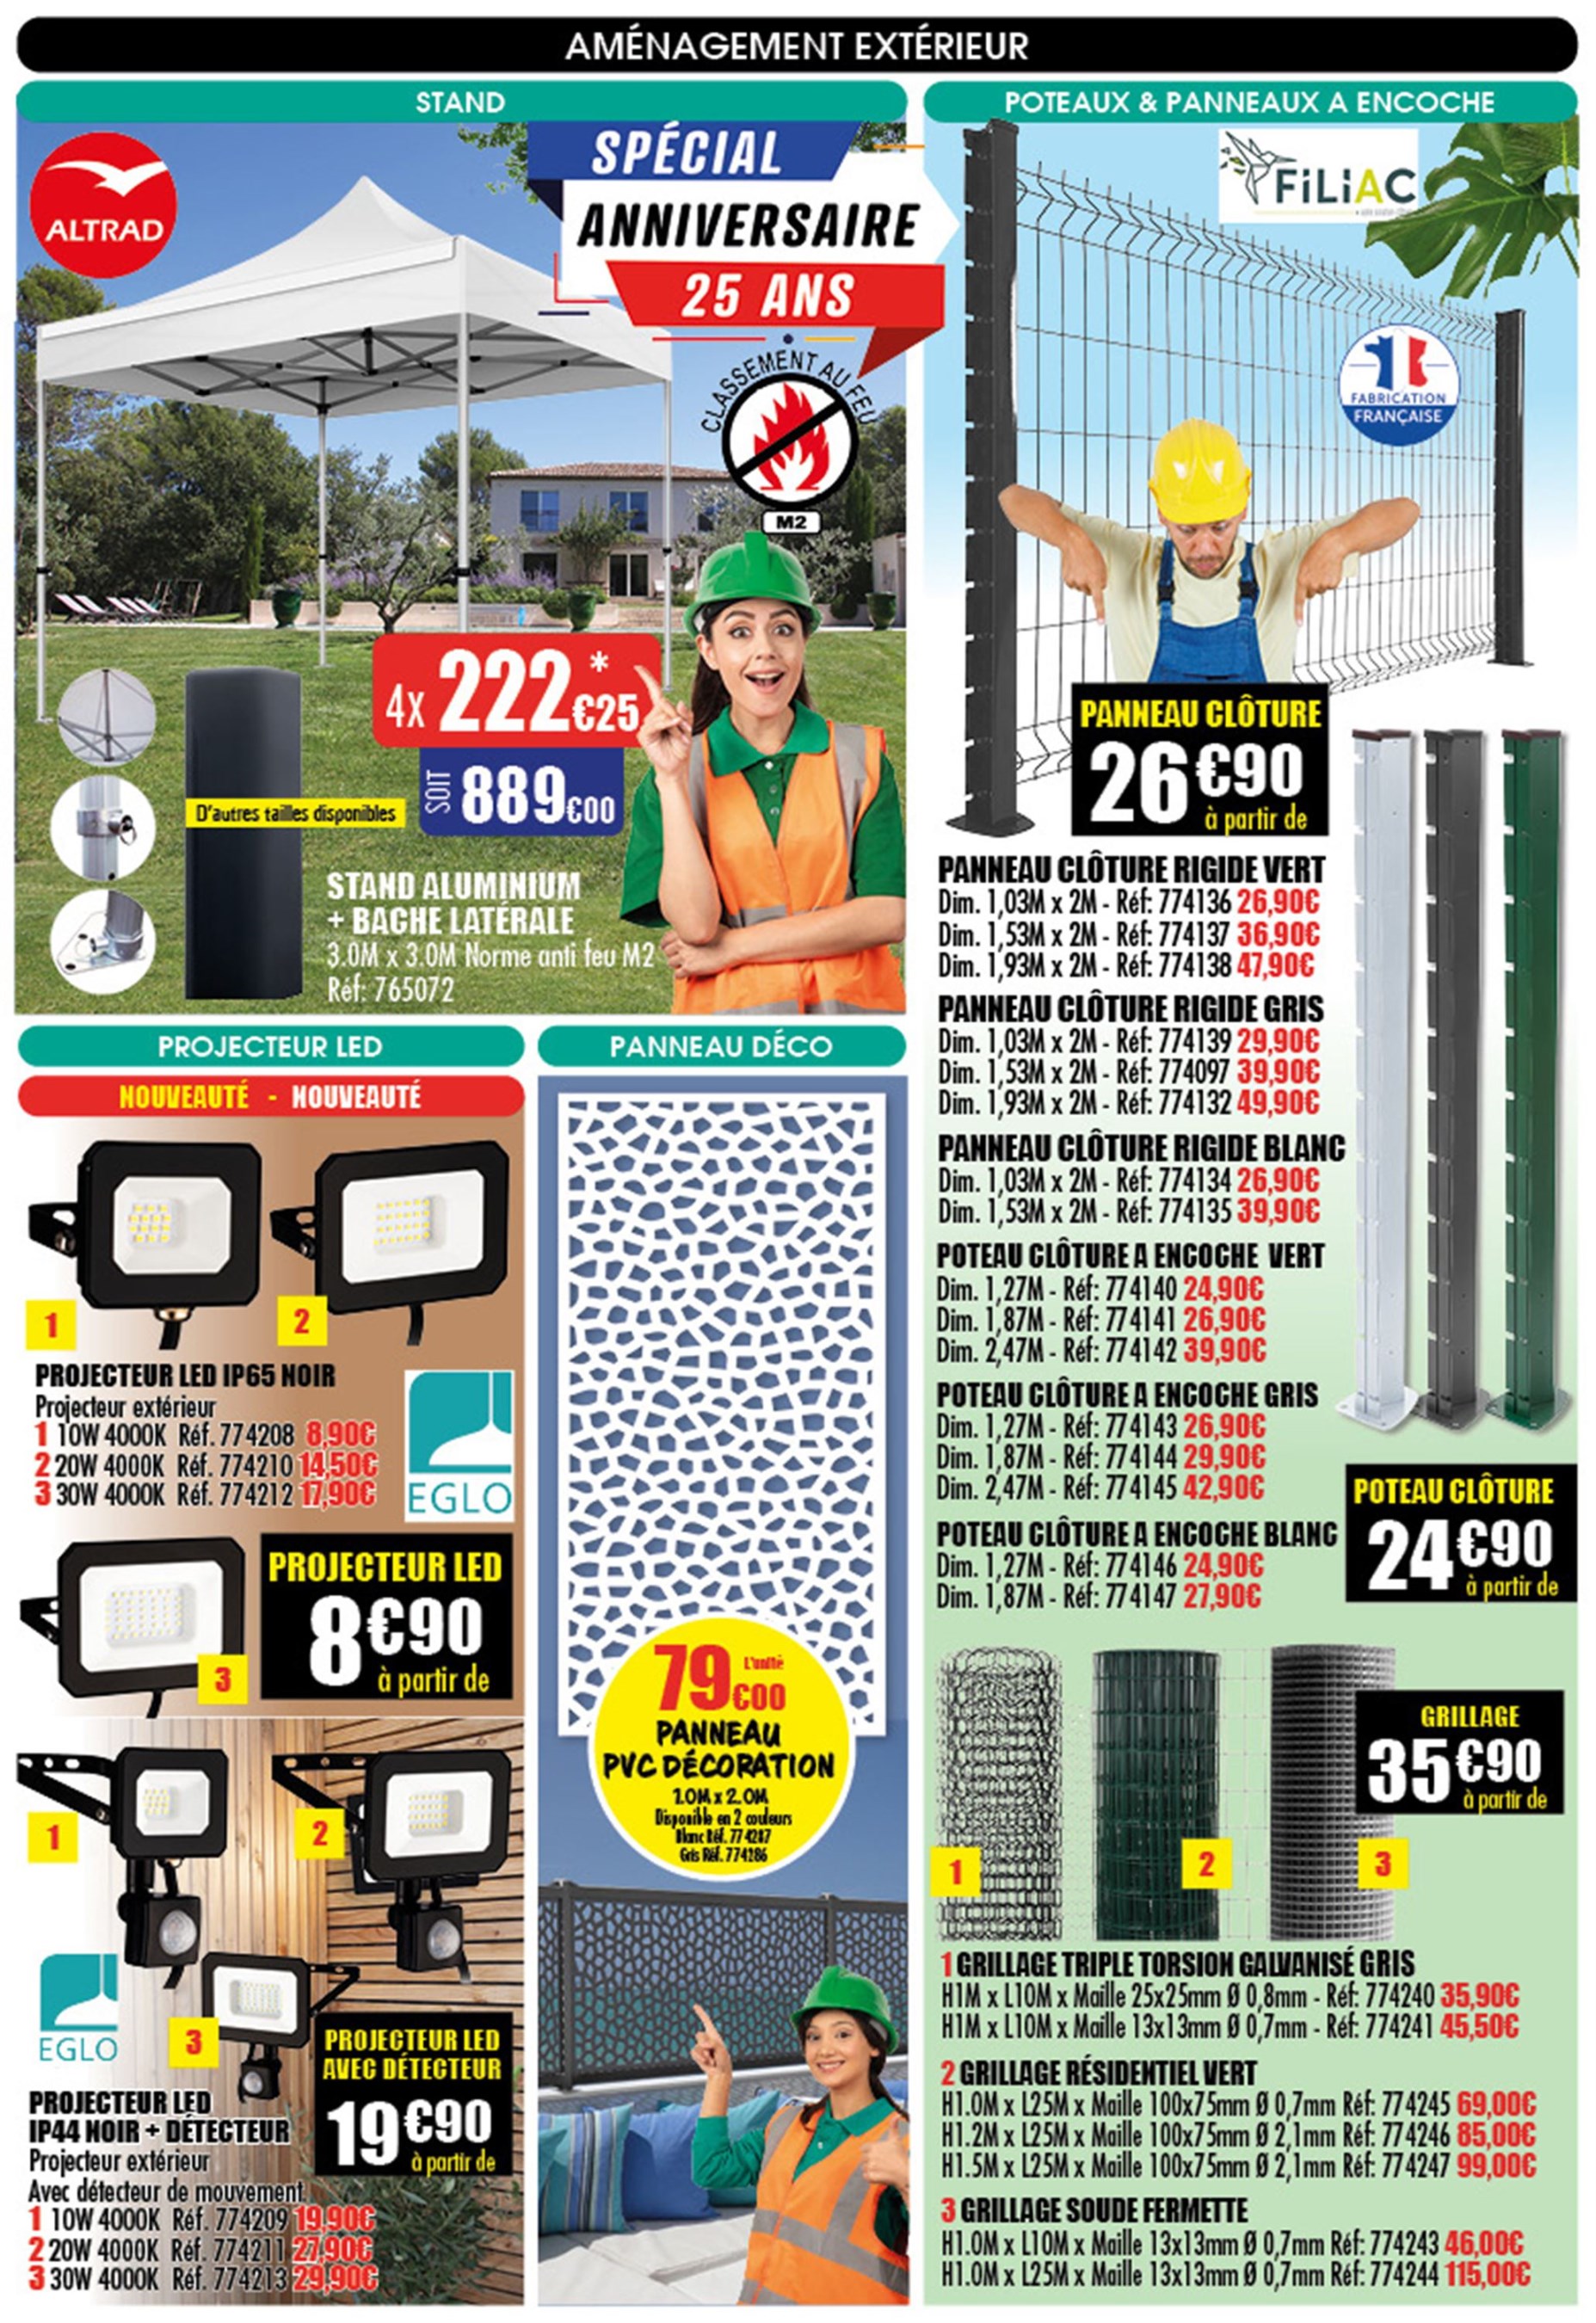 AMÉNAGEMENT EXTÉRIEUR
STAND
ALTRAD
SPÉCIAL
ANNIVERSAIRE
25 ANS
CLASSEMENT AU FEU
M2
4x 222€25*
SOIT 889€00
D'autres tailles disponibles
STAND ALUMINIUM
+ BACHE LATÉRALE
3.0M x 3.0M Norme anti feu M2
Réf: 765072
POTEAUX & PANNEAUX A ENCOCHE
FiLiAC
FABRICATION
FRANÇAISE
PANNEAU CLÔTURE
26€90
à partir de
PANNEAU CLÔTURE RIGIDE VERT
Dim. 1,03M x 2M - Réf: 774136 26,90€
Dim. 1,53M x 2M - Réf: 774137 36,90€
Dim. 1,93M x 2M - Réf: 774138 47,90€
PANNEAU CLÔTURE RIGIDE GRIS
Dim. 1,03M x 2M - Réf: 774139 29,90€
Dim. 1,53M x 2M - Réf: 774097 39,90€
Dim. 1,93M x 2M - Réf: 774132 49,90€
PANNEAU CLÔTURE RIGIDE BLANC
Dim. 1,03M x 2M - Réf: 774134 26,90€
Dim. 1,53M x 2M - Réf: 774135 39,90€
POTEAU CLÔTURE A ENCOCHE VERT
Dim. 1,27M - Réf: 774140 24,90€
Dim. 1,87M - Réf: 774141 26,90€
Dim. 2,47M - Réf: 774142 39,90€
POTEAU CLÔTURE A ENCOCHE GRIS
Dim. 1,27M - Réf: 774143 26,90€
Dim. 1,87M - Réf: 774144 29,90€
Dim. 2,47M - Réf: 774145 42,90€
POTEAU CLÔTURE A ENCOCHE BLANC
Dim. 1,27M - Réf: 774146 24,90€
Dim. 1,87M - Réf: 774147 27,90€
POTEAU CLÔTURE
24€90
à partir de
GRILLAGE
35€90
à partir de
1
2
3
1 GRILLAGE TRIPLE TORSION GALVANISÉ GRIS
H1M x L10M x Maille 25x25mm Ø 0,8mm - Réf: 774240 35,90€
H1M x L10M x Maille 13x13mm Ø 0,7mm - Réf: 774241 45,50€
2 GRILLAGE RÉSIDENTIEL VERT
H1.0M x L25M x Maille 100x75mm Ø 0,7mm Réf: 774245 69,00€
H1.2M x L25M x Maille 100x75mm Ø 2,1mm Réf: 774246 85,00€
H1.5M x L25M x Maille 100x75mm Ø 2,1mm Réf: 774247 99,00€
3 GRILLAGE SOUDE FERMETTE
H1.0M x L10M x Maille 13x13mm Ø 0,7mm Réf: 774243 46,00€
H1.0M x L25M x Maille 13x13mm Ø 0,7mm Réf: 774244 115,00€
PROJECTEUR LED
NOUVEAUTÉ - NOUVEAUTÉ
1
2
PROJECTEUR LED IP65 NOIR
Projecteur extérieur
1 10W 4000K Réf. 774208 8,90€
2 20W 4000K Réf. 774210 14,50€
3 30W 4000K Réf. 774212 17,90€
EGLO
3
PROJECTEUR LED
8€90
à partir de
1
2
EGLO
3
PROJECTEUR LED
AVEC DÉTECTEUR
19€90
à partir de
PROJECTEUR LED
IP44 NOIR + DÉTECTEUR
Projecteur extérieur
Avec détecteur de mouvement
1 10W 4000K Réf. 774209 19,90€
2 20W 4000K Réf. 774211 27,90€
3 30W 4000K Réf. 774213 29,90€
PANNEAU DÉCO
79€00 L'unité
PANNEAU
PVC DÉCORATION
1.0M x 2.0M
Disponible en 2 couleurs
Blanc Réf. 774287
Gris Réf. 774286